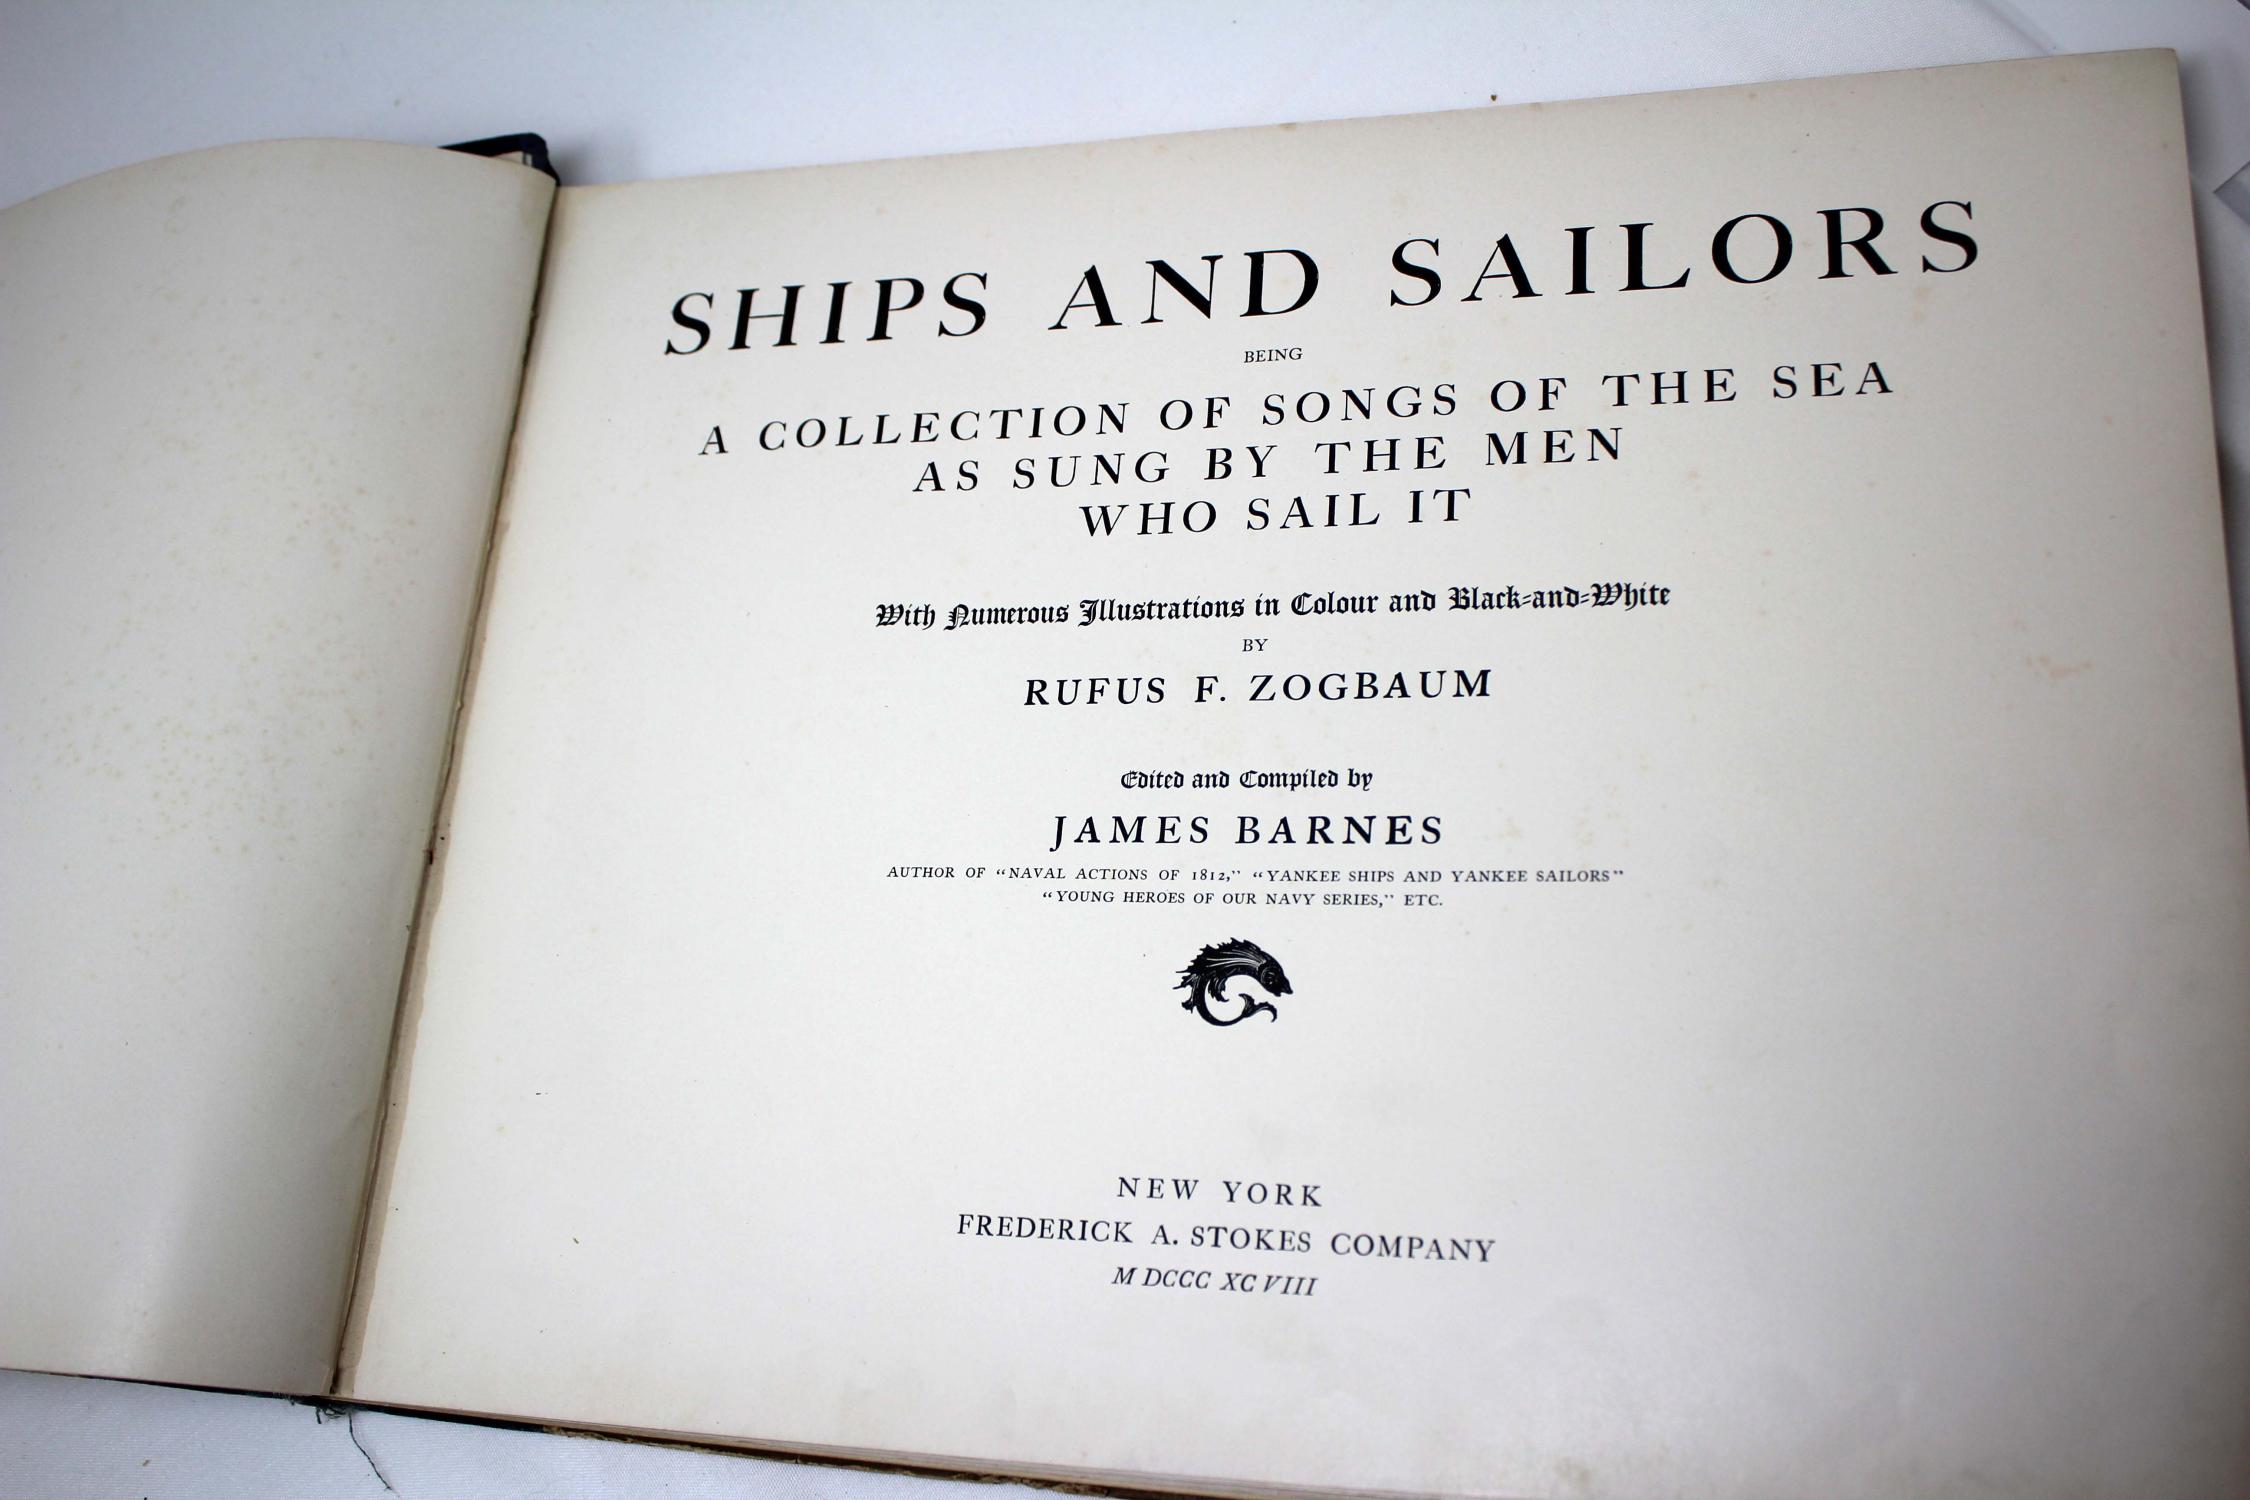 SHIPS AND SAILORS
BEING
A COLLECTION OF SONGS OF THE SEA
AS SUNG BY THE MEN
WHO SAIL IT
With Numerous Illustrations in Colour and Black-and-White
BY
RUFUS F. ZOGBAUM
Edited and Compiled by
JAMES BARNES
AUTHOR OF “NAVAL ACTIONS OF 1812,” “YANKEE SHIPS AND YANKEE SAILORS”
“YOUNG HEROES OF OUR NAVY SERIES,” ETC.
NEW YORK
FREDERICK A. STOKES COMPANY
M DCCC XC VIII